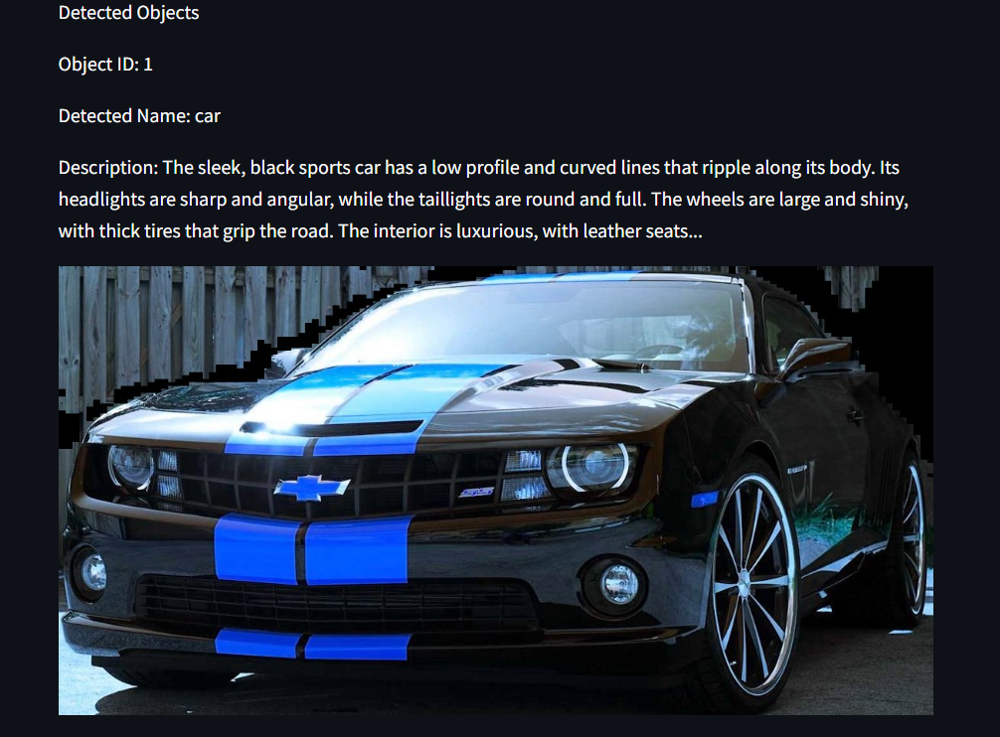 Detected Objects
Object ID: 1
Detected Name: car
Description: The sleek, black sports car has a low profile and curved lines that ripple along its body. Its
headlights are sharp and angular, while the taillights are round and full. The wheels are large and shiny,
with thick tires that grip the road. The interior is luxurious, with leather seats...